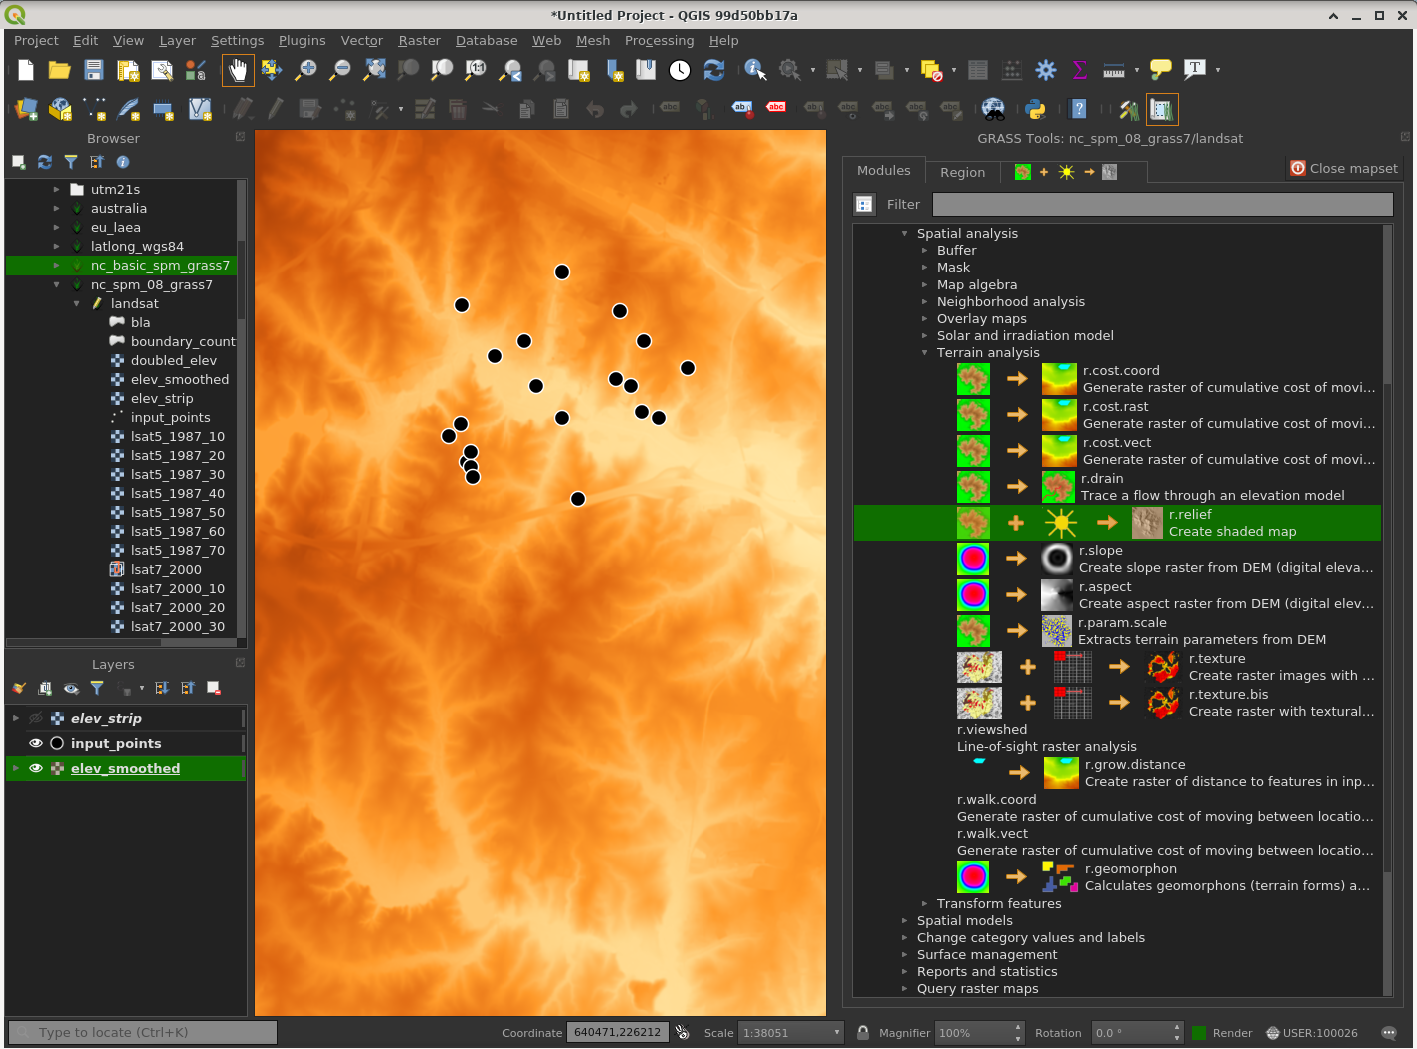 *Untitled Project - QGIS 99d50bb17a
Project Edit View Layer Settings Plugins Vector Raster Database Web Mesh Processing Help
1:1
T
abc abc abc abc abc abc abc abc
Browser
utm21s
australia
eu_laea
latlong_wgs84
nc_basic_spm_grass7
nc_spm_08_grass7
landsat
bla
boundary_count
doubled_elev
elev_smoothed
elev_strip
input_points
lsat5_1987_10
lsat5_1987_20
lsat5_1987_30
lsat5_1987_40
lsat5_1987_50
lsat5_1987_60
lsat5_1987_70
lsat7_2000
lsat7_2000_10
lsat7_2000_20
lsat7_2000_30
Layers
elev_strip
input_points
elev_smoothed
GRASS Tools: nc_spm_08_grass7/landsat
Modules Region Close mapset
Filter
Spatial analysis
Buffer
Mask
Map algebra
Neighborhood analysis
Overlay maps
Solar and irradiation model
Terrain analysis
r.cost.coord
Generate raster of cumulative cost of movi...
r.cost.rast
Generate raster of cumulative cost of movi...
r.cost.vect
Generate raster of cumulative cost of movi...
r.drain
Trace a flow through an elevation model
r.relief
Create shaded map
r.slope
Create slope raster from DEM (digital eleva...
r.aspect
Create aspect raster from DEM (digital elev...
r.param.scale
Extracts terrain parameters from DEM
r.texture
Create raster images with ...
r.texture.bis
Create raster with textural...
r.viewshed
Line-of-sight raster analysis
r.grow.distance
Create raster of distance to features in inp...
r.walk.coord
Generate raster of cumulative cost of moving between locatio...
r.walk.vect
Generate raster of cumulative cost of moving between locatio...
r.geomorphon
Calculates geomorphons (terrain forms) a...
Transform features
Spatial models
Change category values and labels
Surface management
Reports and statistics
Query raster maps
Type to locate (Ctrl+K) Coordinate 640471,226212 Scale 1:38051 Magnifier 100% Rotation 0.0 ° Render USER:100026